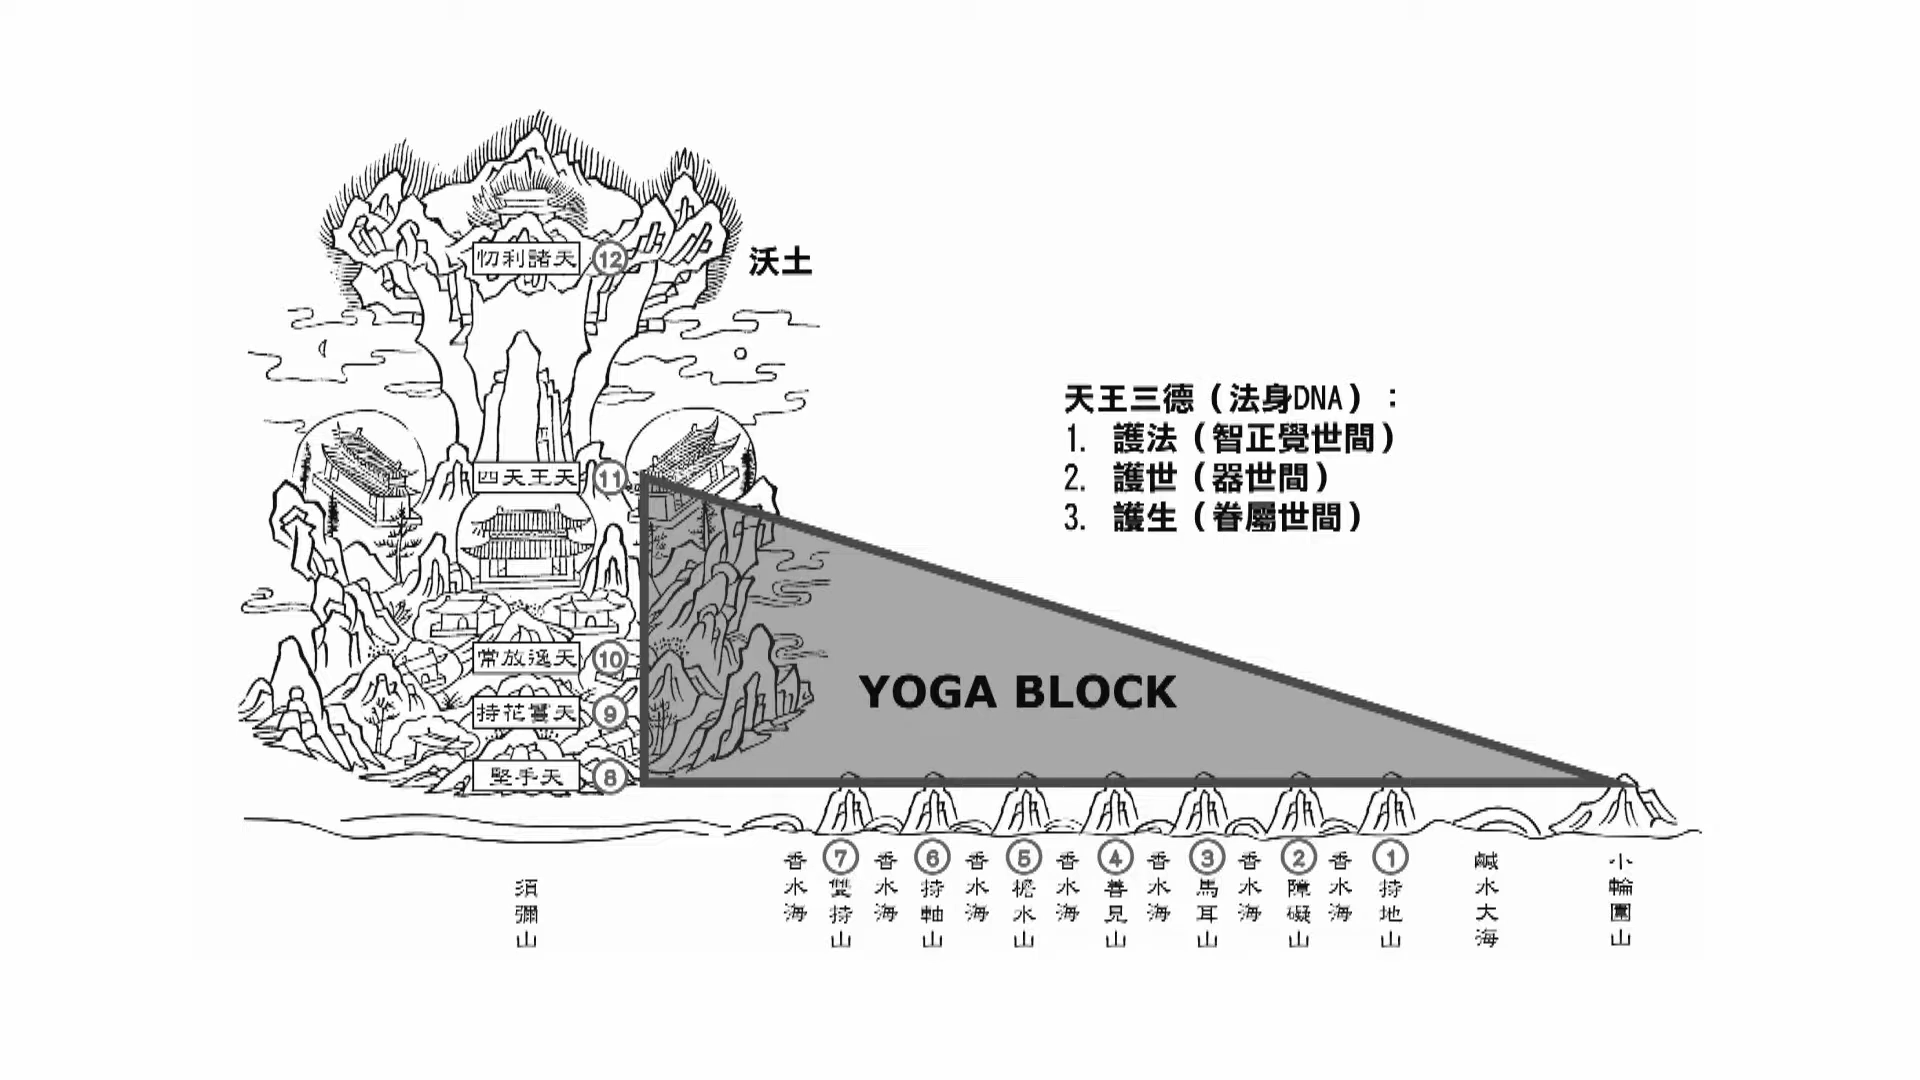 忉利諸天 ⑫
沃土
天王三德（法身DNA）：
1. 護法（智正覺世間）
2. 護世（器世間）
3. 護生（眷屬世間）
四天王天 ⑪
常放逸天 ⑩
YOGA BLOCK
持花鬘天 ⑨
堅手天 ⑧
須彌山
香水海
⑦ 雙持山
香水海
⑥ 持軸山
香水海
⑤ 檐水山
香水海
④ 善見山
香水海
③ 馬耳山
香水海
② 障礙山
香水海
① 持地山
鹹水大海
小輪圍山